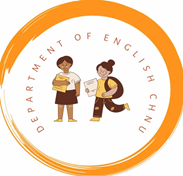 DEPARTMENT OF ENGLISH CHNU